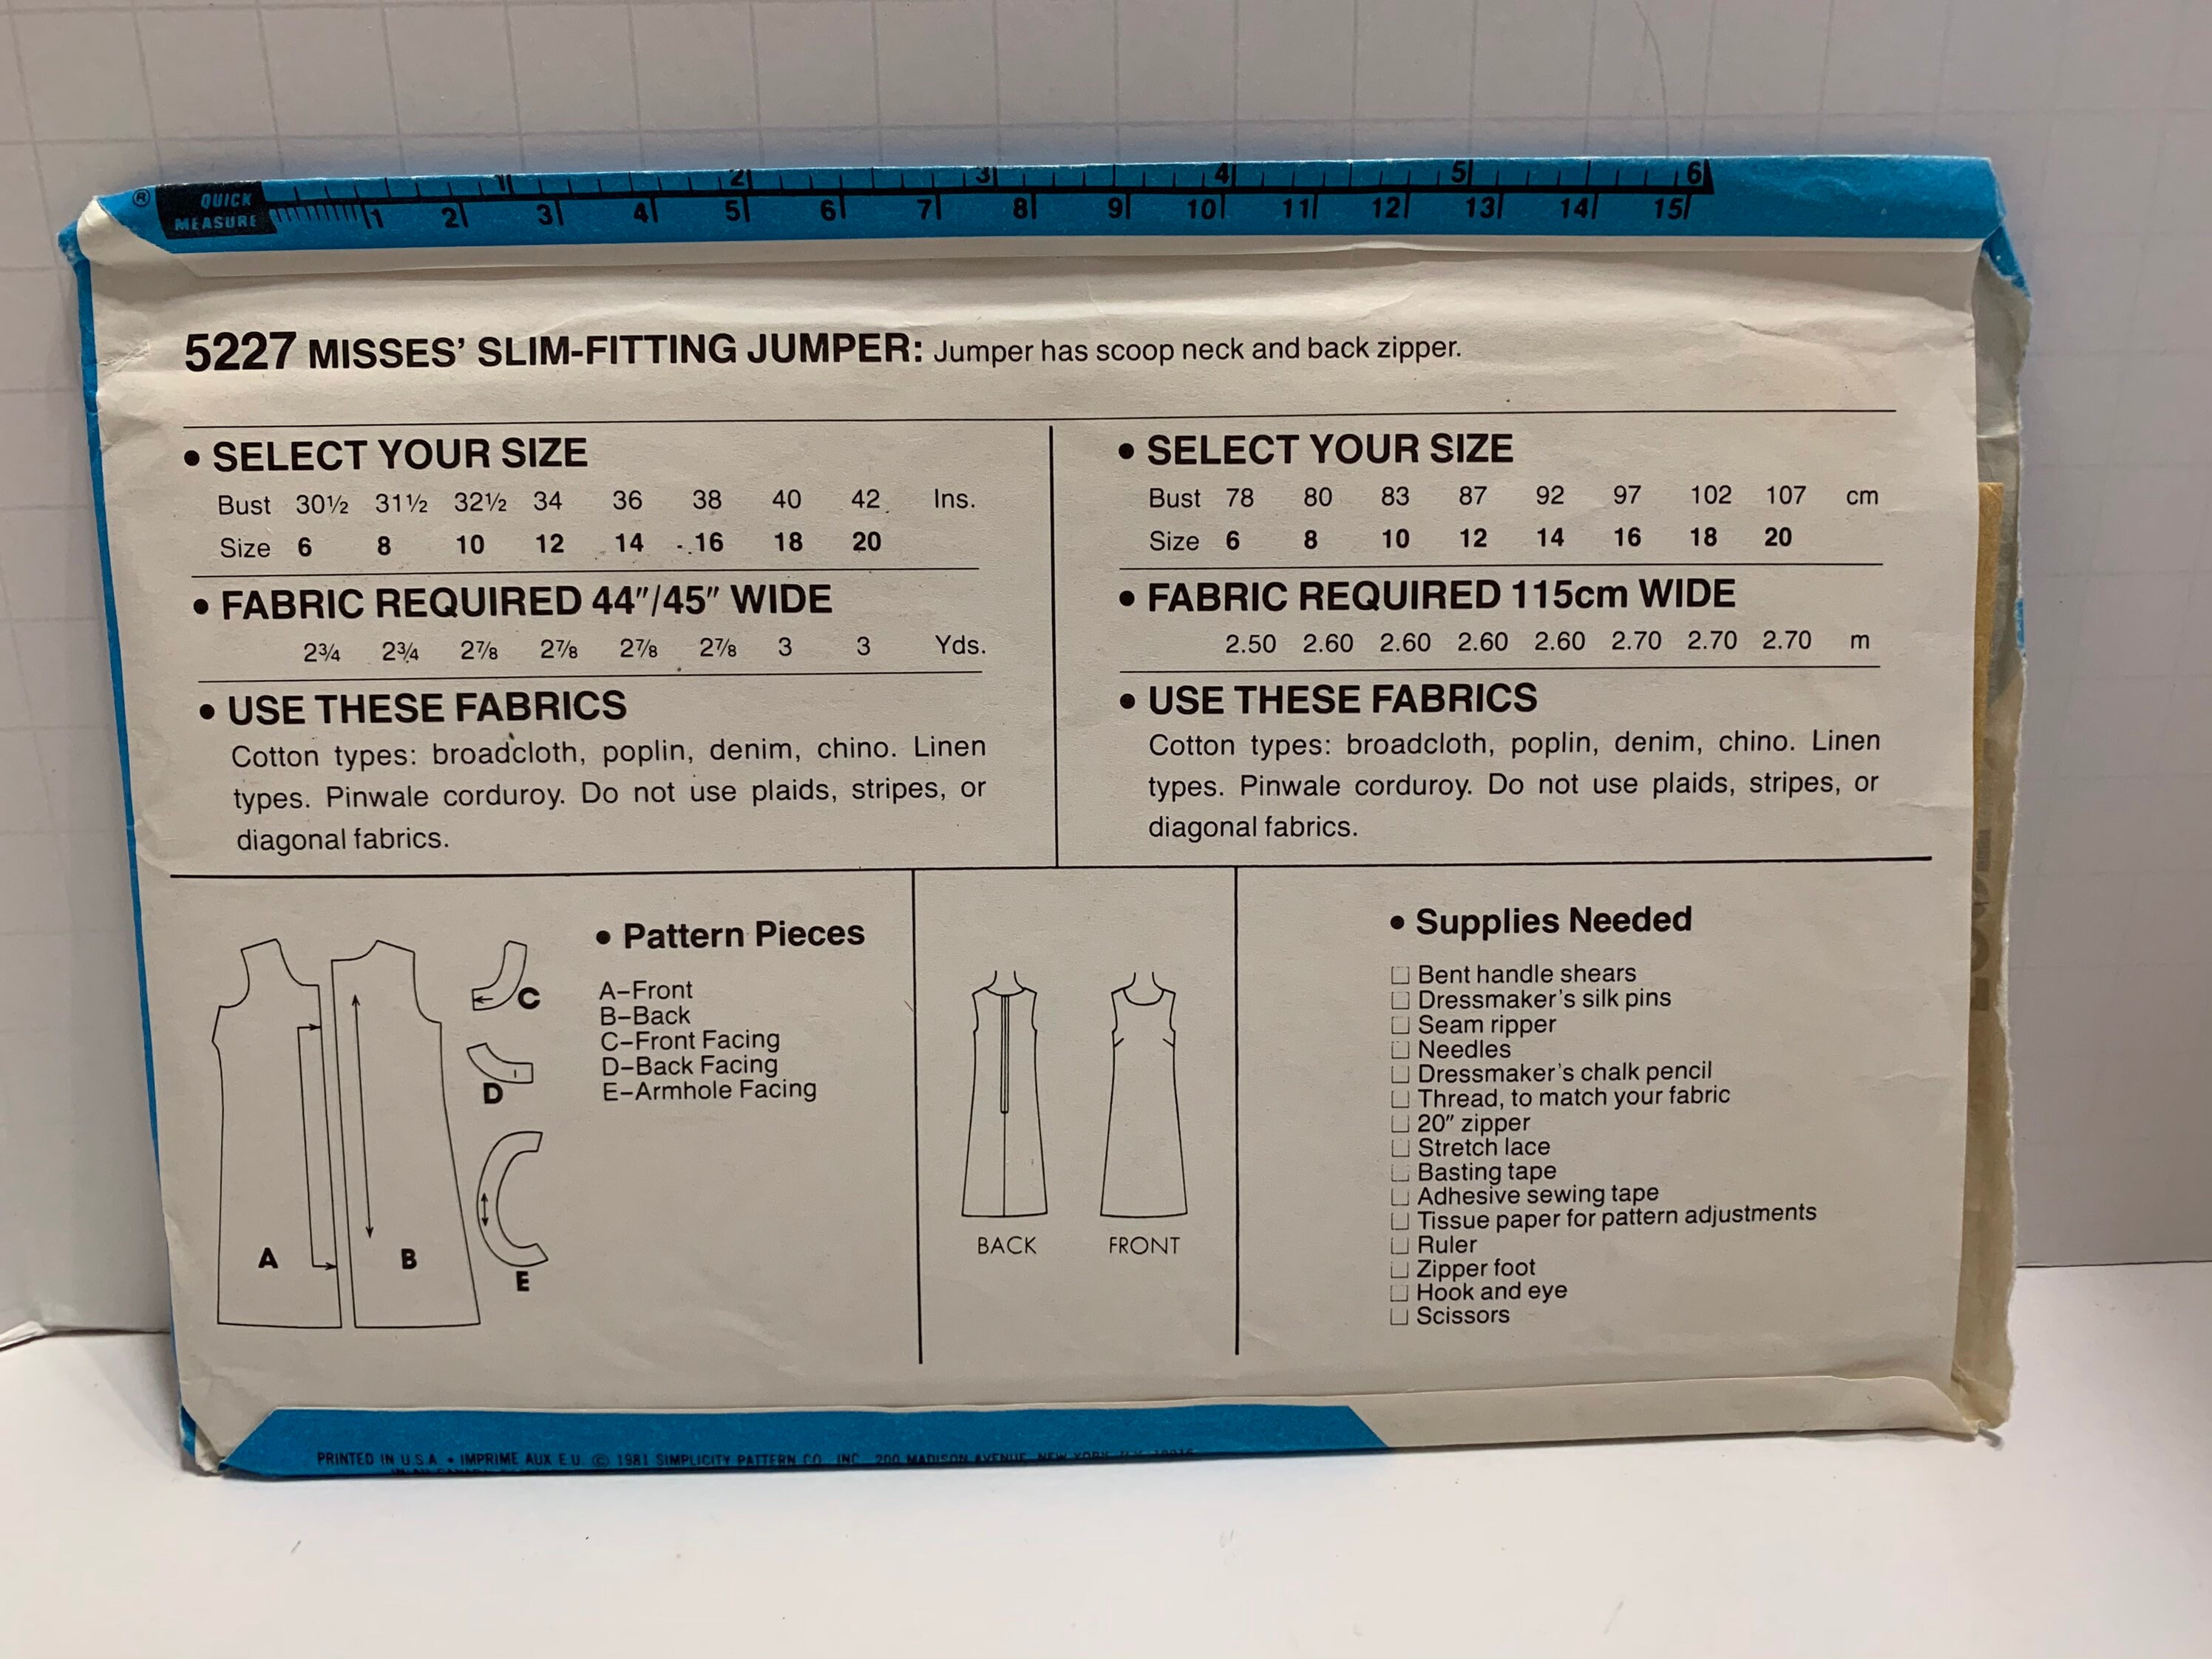 ® QUICK MEASURE
1 2 3 4 5 6
1 2 3 4 5 6 7 8 9 10 11 12 13 14 15
5227 MISSES' SLIM-FITTING JUMPER: Jumper has scoop neck and back zipper.
• SELECT YOUR SIZE
Bust 30½ 31½ 32½ 34 36 38 40 42 Ins.
Size 6 8 10 12 14 16 18 20
• FABRIC REQUIRED 44″/45″ WIDE
2¾ 2¾ 2⅞ 2⅞ 2⅞ 2⅞ 3 3 Yds.
• USE THESE FABRICS
Cotton types: broadcloth, poplin, denim, chino. Linen
types. Pinwale corduroy. Do not use plaids, stripes, or
diagonal fabrics.
• SELECT YOUR SIZE
Bust 78 80 83 87 92 97 102 107 cm
Size 6 8 10 12 14 16 18 20
• FABRIC REQUIRED 115cm WIDE
2.50 2.60 2.60 2.60 2.60 2.70 2.70 2.70 m
• USE THESE FABRICS
Cotton types: broadcloth, poplin, denim, chino. Linen
types. Pinwale corduroy. Do not use plaids, stripes, or
diagonal fabrics.
A B C D E
• Pattern Pieces
A–Front
B–Back
C–Front Facing
D–Back Facing
E–Armhole Facing
BACK FRONT
• Supplies Needed
☐ Bent handle shears
☐ Dressmaker's silk pins
☐ Seam ripper
☐ Needles
☐ Dressmaker's chalk pencil
☐ Thread, to match your fabric
☐ 20″ zipper
☐ Stretch lace
☐ Basting tape
☐ Adhesive sewing tape
☐ Tissue paper for pattern adjustments
☐ Ruler
☐ Zipper foot
☐ Hook and eye
☐ Scissors
PRINTED IN U.S.A. • IMPRIME AUX E.U. © 1981 SIMPLICITY PATTERN CO. INC. 200 MADISON AVENUE, NEW YORK, N.Y. 10016